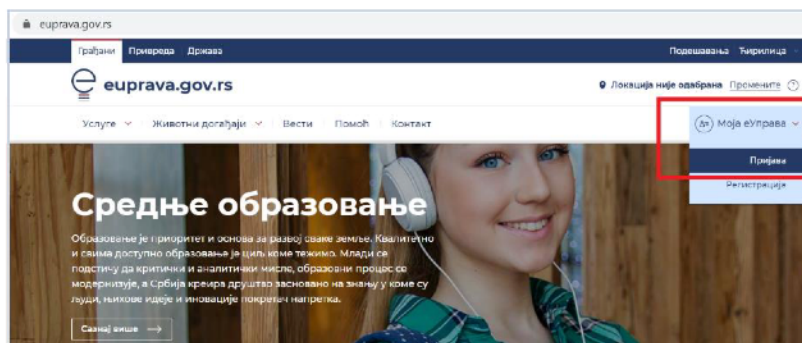 euprava.gov.rs
Грађани Привреда Држава Подешавања Ћирилица
euprava.gov.rs Локација није одабрана Промените ?
Услуге Животни догађаји Вести Помоћ Контакт Моја еУправа
Пријава
Регистрација
Средње образовање
Образовање је приоритет и основа за развој сваке земље. Квалитетно
и свима доступно образовање је циљ коме тежимо. Млади се
подстичу да критички и аналитички мисле, образовни процес се
модернизује, а Србија креира друштво засновано на знању у коме су
људи, њихове идеје и иновације покретач напретка.
Сазнај више →